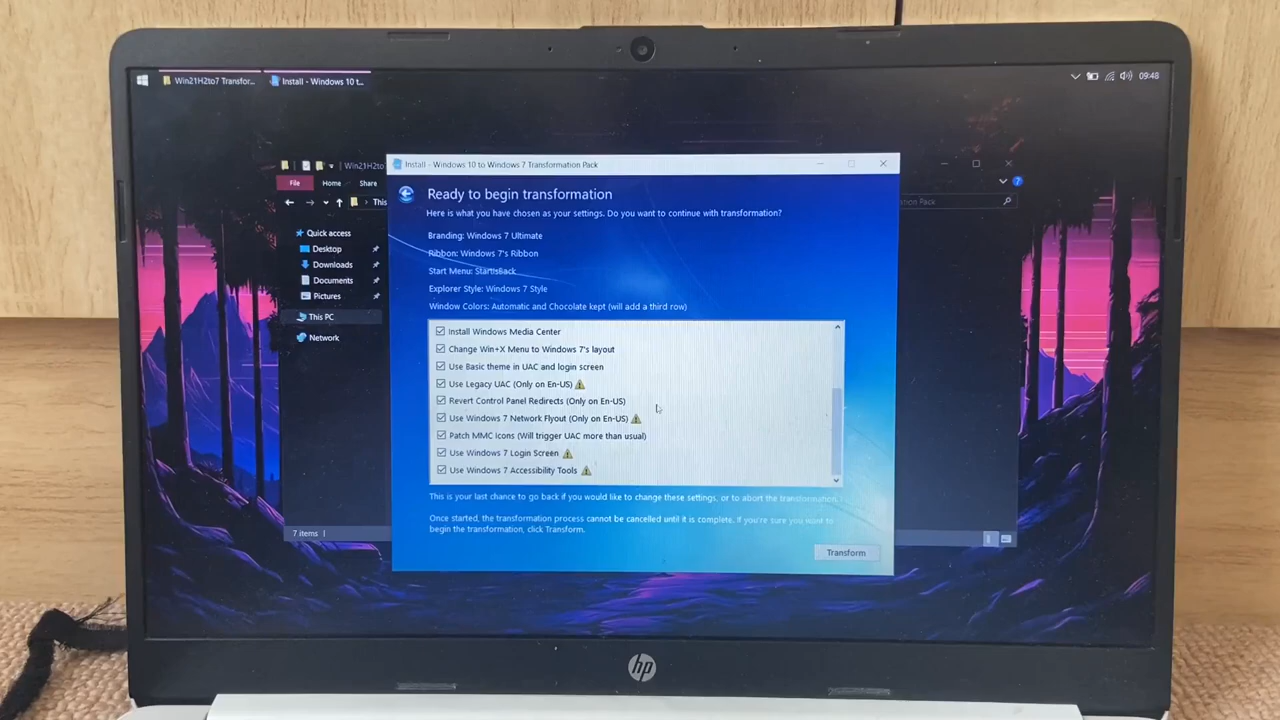 Win21H2to7 Transfor...
Install - Windows 10 t...
09:48
Win21H2to
Install - Windows 10 to Windows 7 Transformation Pack
File
Home
Share
This
tion Pack
Quick access
Desktop
Downloads
Documents
Pictures
This PC
Network
7 items
Ready to begin transformation
Here is what you have chosen as your settings. Do you want to continue with transformation?
Branding: Windows 7 Ultimate
Ribbon: Windows 7's Ribbon
Start Menu: StartIsBack
Explorer Style: Windows 7 Style
Window Colors: Automatic and Chocolate kept (will add a third row)
Install Windows Media Center
Change Win+X Menu to Windows 7's layout
Use Basic theme in UAC and login screen
Use Legacy UAC (Only on En-US)
Revert Control Panel Redirects (Only on En-US)
Use Windows 7 Network Flyout (Only on En-US)
Patch MMC Icons (Will trigger UAC more than usual)
Use Windows 7 Login Screen
Use Windows 7 Accessibility Tools
This is your last chance to go back if you would like to change these settings, or to abort the transformation.
Once started, the transformation process cannot be cancelled until it is complete. If you're sure you want to
begin the transformation, click Transform.
Transform
hp